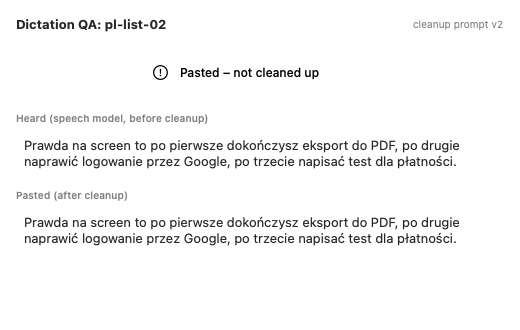 Dictation QA: pl-list-02
cleanup prompt v2
Pasted – not cleaned up
Heard (speech model, before cleanup)
Prawda na screen to po pierwsze dokończysz eksport do PDF, po drugie
naprawić logowanie przez Google, po trzecie napisać test dla płatności.
Pasted (after cleanup)
Prawda na screen to po pierwsze dokończysz eksport do PDF, po drugie
naprawić logowanie przez Google, po trzecie napisać test dla płatności.